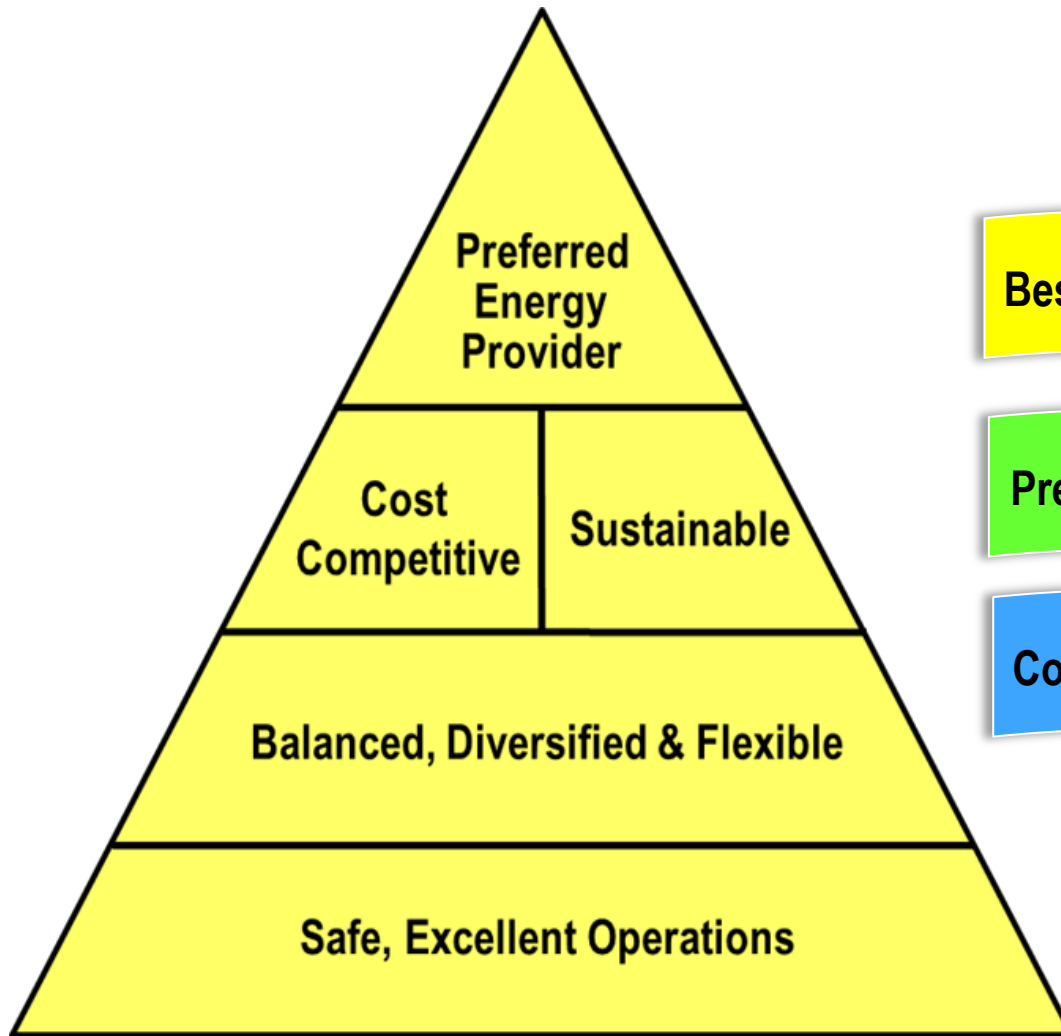 Preferred
Energy
Provider
Cost
Competitive
Sustainable
Balanced, Diversified & Flexible
Safe, Excellent Operations